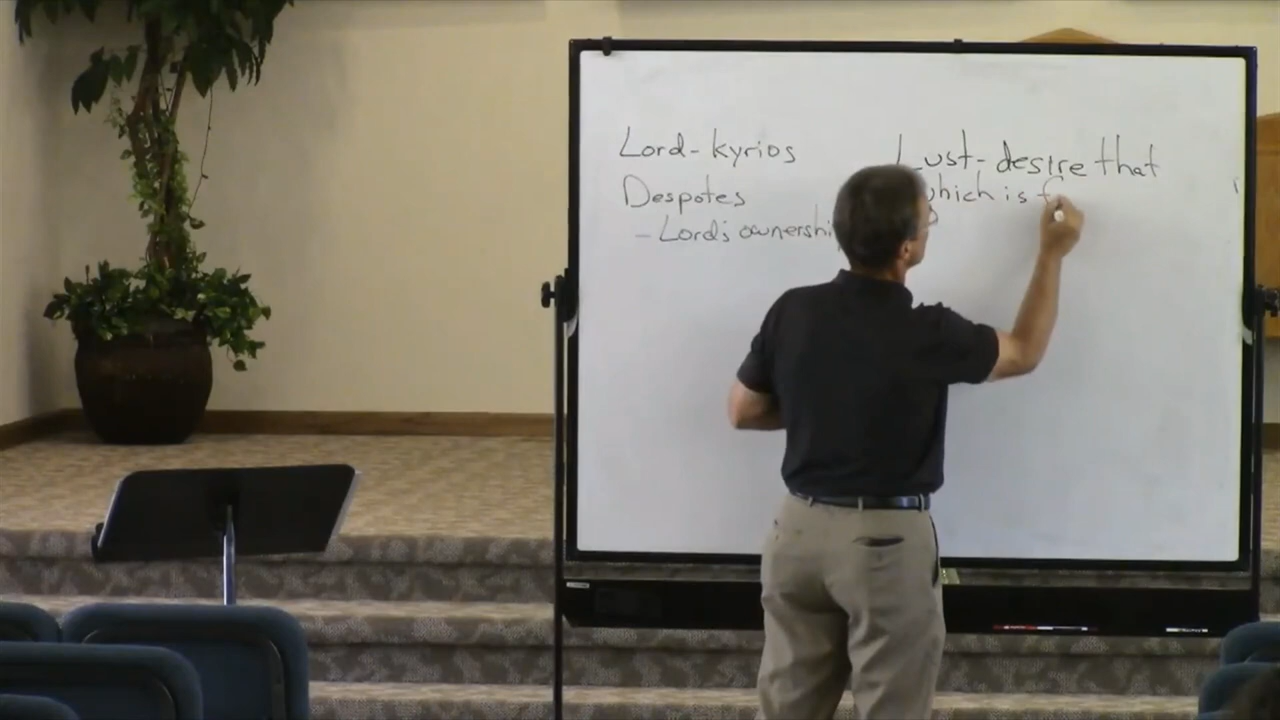 Lord - kyrios
Despotes
- Lord's ownershi
Lust - desire that
which is f